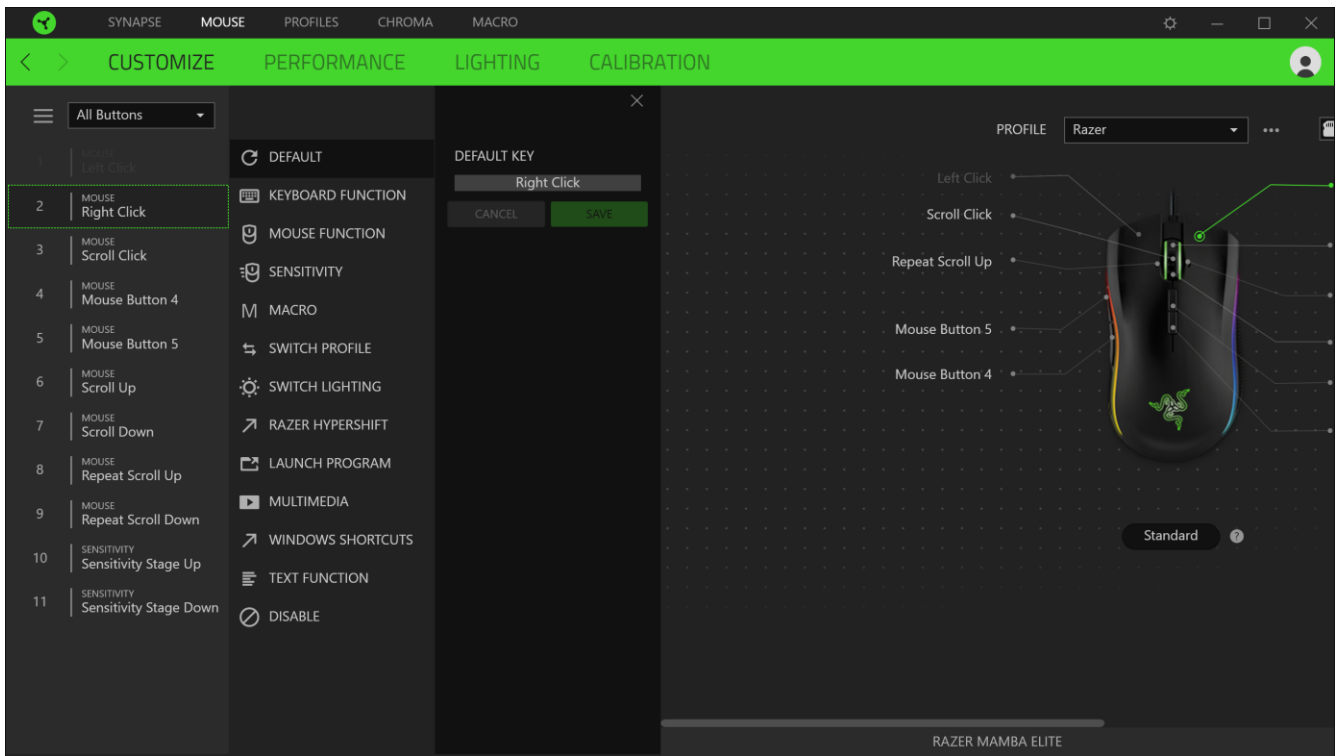 SYNAPSE MOUSE PROFILES CHROMA MACRO
CUSTOMIZE PERFORMANCE LIGHTING CALIBRATION
All Buttons
1 MOUSE
Left Click
2 MOUSE
Right Click
3 MOUSE
Scroll Click
4 MOUSE
Mouse Button 4
5 MOUSE
Mouse Button 5
6 MOUSE
Scroll Up
7 MOUSE
Scroll Down
8 MOUSE
Repeat Scroll Up
9 MOUSE
Repeat Scroll Down
10 SENSITIVITY
Sensitivity Stage Up
11 SENSITIVITY
Sensitivity Stage Down
DEFAULT
KEYBOARD FUNCTION
MOUSE FUNCTION
SENSITIVITY
MACRO
SWITCH PROFILE
SWITCH LIGHTING
RAZER HYPERSHIFT
LAUNCH PROGRAM
MULTIMEDIA
WINDOWS SHORTCUTS
TEXT FUNCTION
DISABLE
DEFAULT KEY
Right Click
CANCEL SAVE
PROFILE Razer
Left Click
Scroll Click
Repeat Scroll Up
Mouse Button 5
Mouse Button 4
Standard ?
RAZER MAMBA ELITE